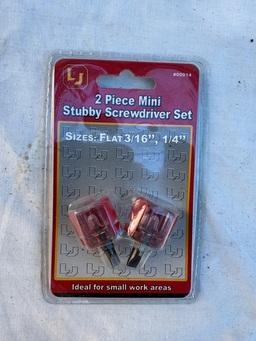 #00914
LJ
2 Piece Mini
Stubby Screwdriver Set
SIZES: FLAT 3/16", 1/4"
Ideal for small work areas